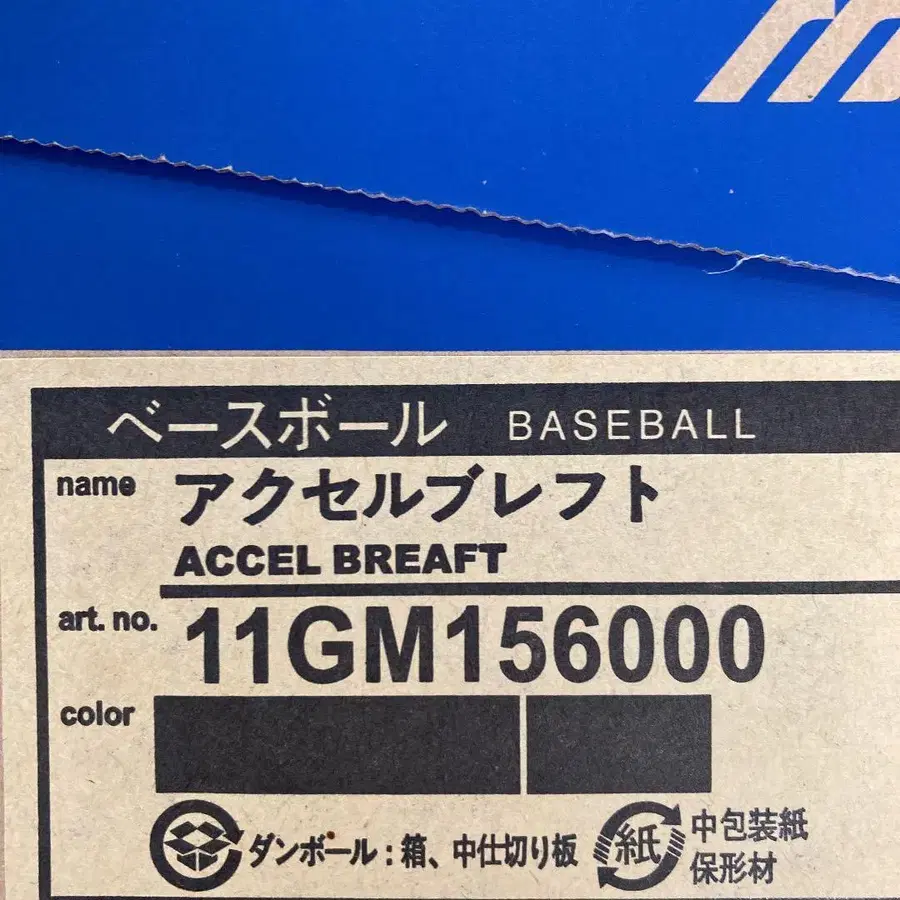 ベースボール BASEBALL
name アクセルブレフト
ACCEL BREAFT
art. no. 11GM156000
color
ダンボール：箱、中仕切り板
紙
中包装紙
保形材